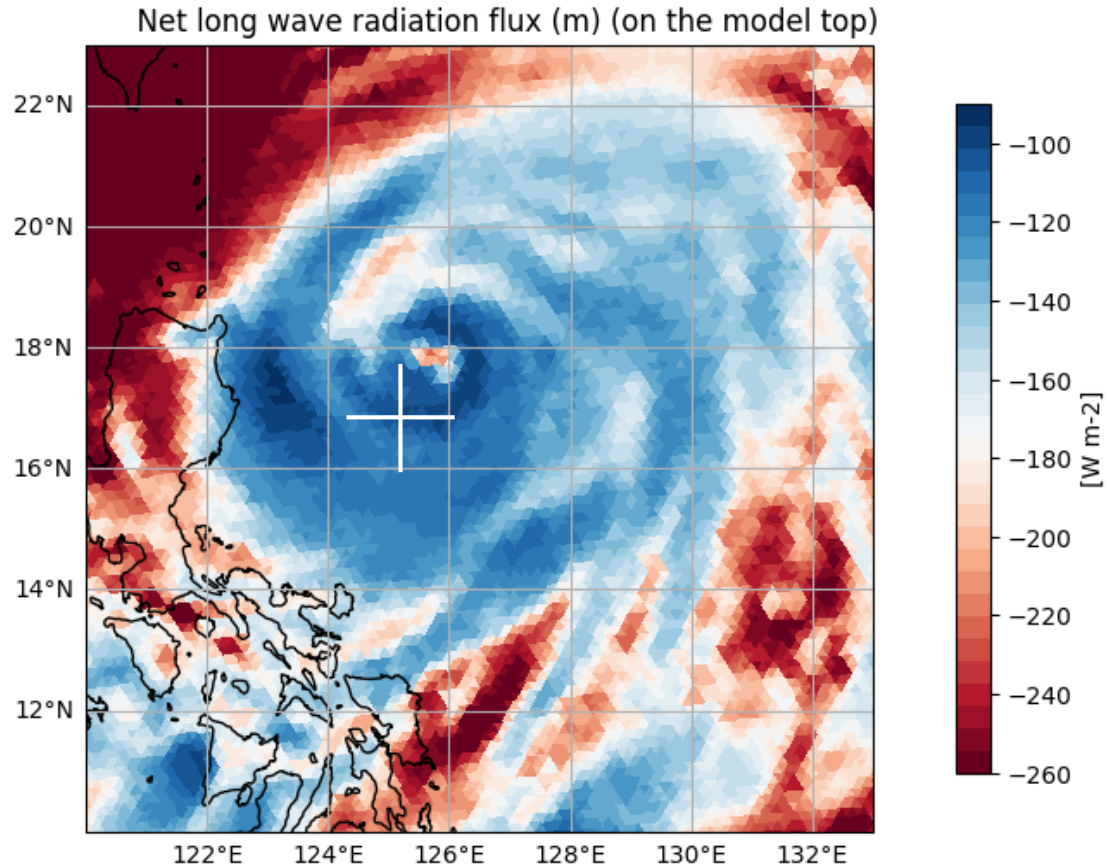 Net long wave radiation flux (m) (on the model top)
22°N
20°N
18°N
16°N
14°N
12°N
122°E 124°E 126°E 128°E 130°E 132°E
−100
−120
−140
−160
−180
−200
−220
−240
−260
[W m-2]